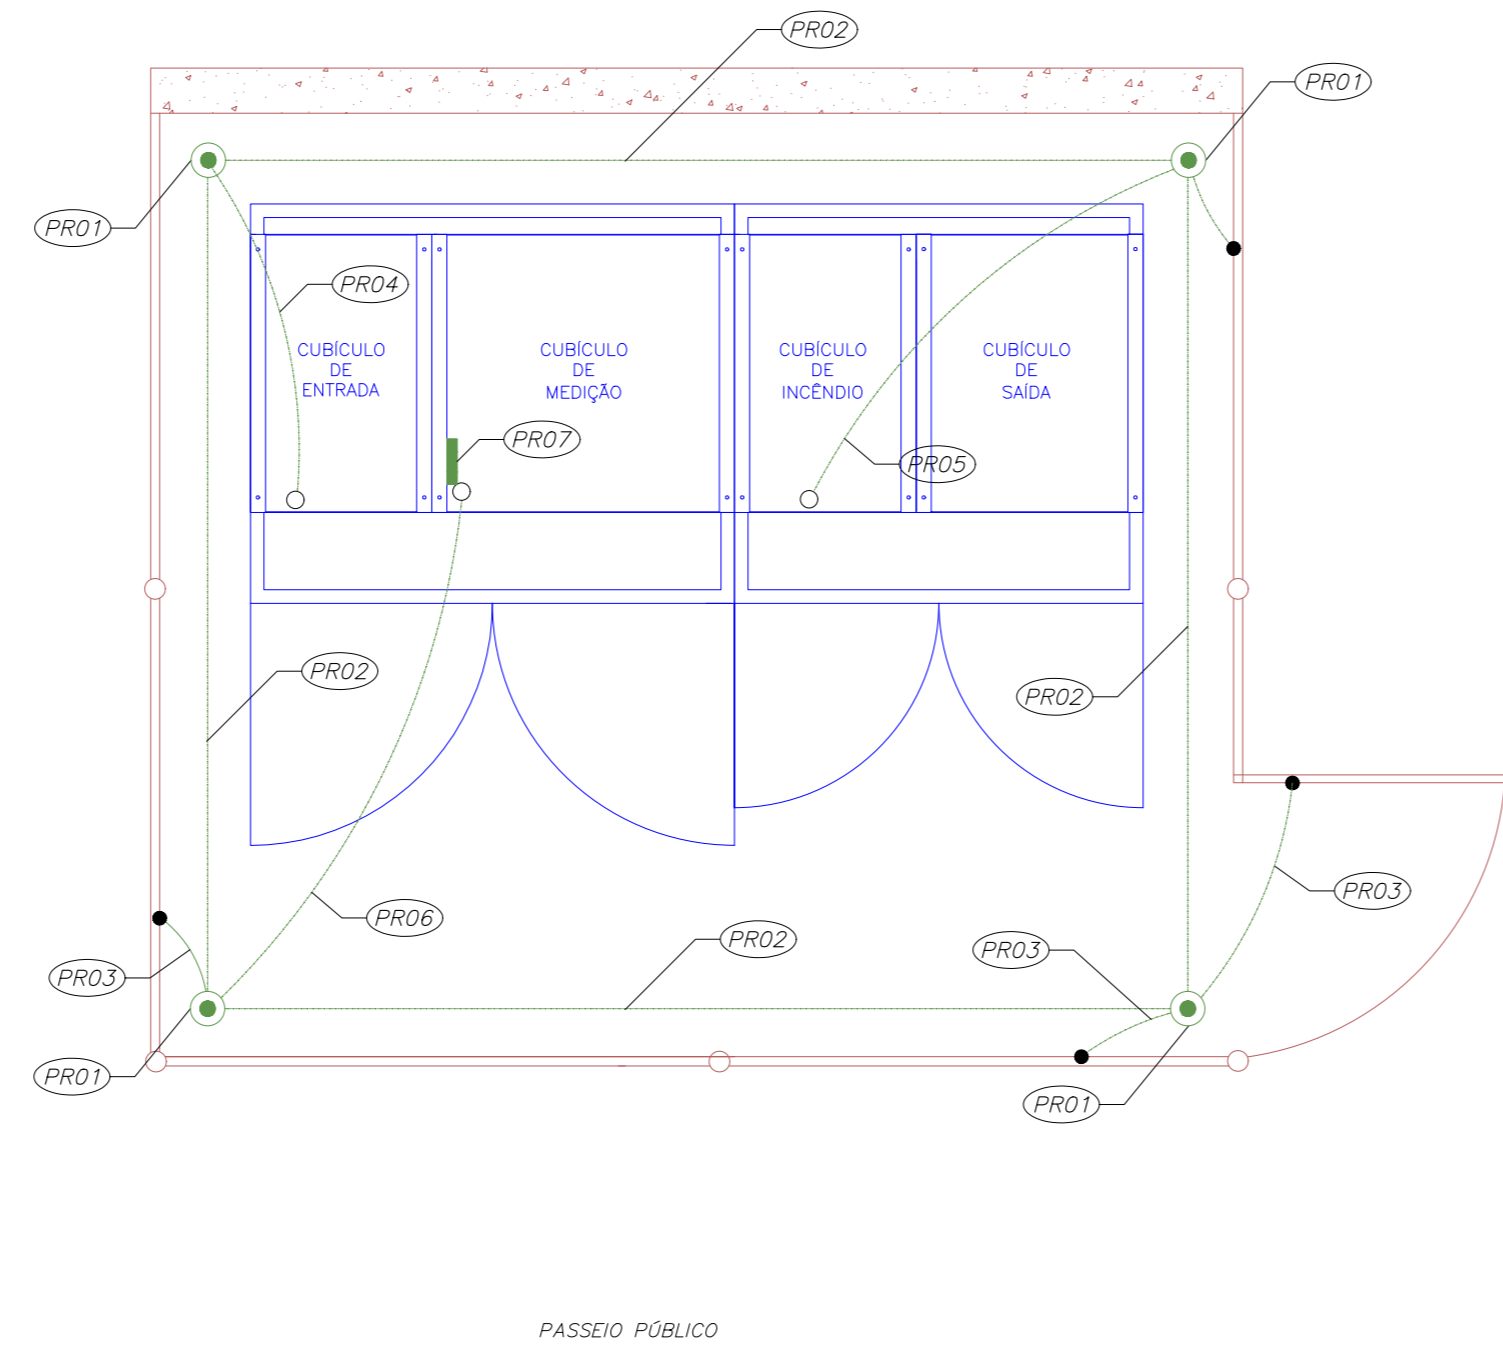 PR02
PR01
PR01
PR04
CUBÍCULO
DE
ENTRADA
CUBÍCULO
DE
MEDIÇÃO
CUBÍCULO
DE
INCÊNDIO
CUBÍCULO
DE
SAÍDA
PR07
PR05
PR02
PR02
PR03
PR06
PR02
PR03
PR03
PR01
PR01
PASSEIO PÚBLICO